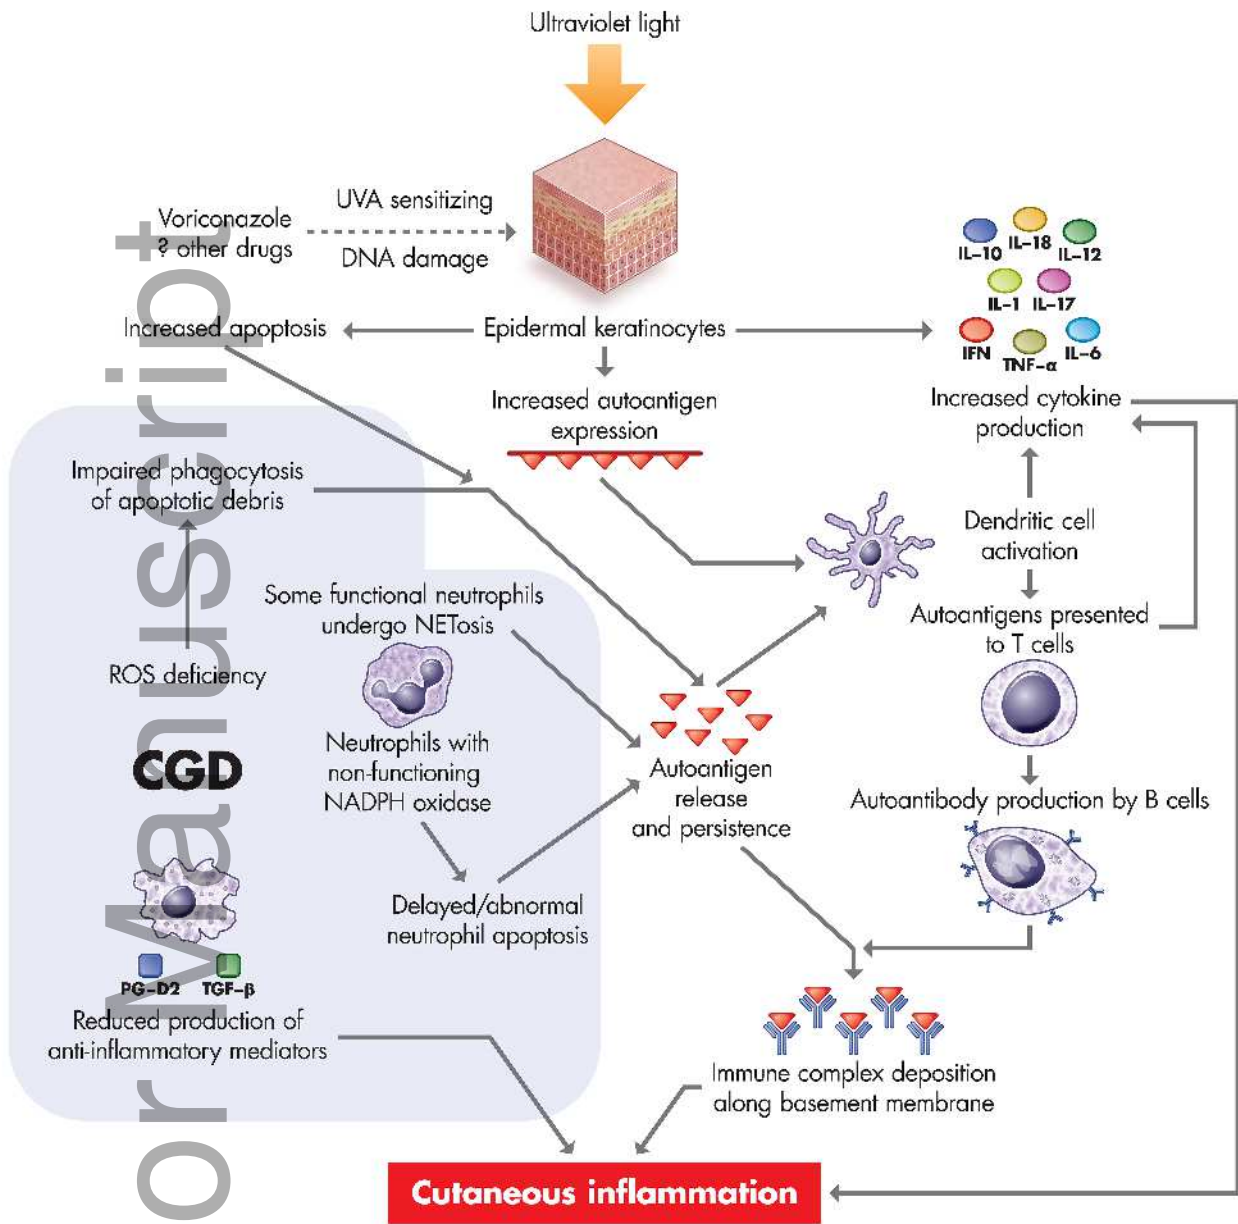 Ultraviolet light
Voriconazole
? other drugs
UVA sensitizing
DNA damage
IL-10
IL-18
IL-12
IL-1
IL-17
IFN
TNF-α
IL-6
Increased apoptosis
Epidermal keratinocytes
Increased autoantigen
expression
Increased cytokine
production
Impaired phagocytosis
of apoptotic debris
Dendritic cell
activation
Some functional neutrophils
undergo NETosis
Autoantigens presented
to T cells
ROS deficiency
Neutrophils with
non-functioning
NADPH oxidase
CGD
Autoantigen
release
and persistence
Autoantibody production by B cells
Delayed/abnormal
neutrophil apoptosis
PG-D2
TGF-β
Reduced production of
anti-inflammatory mediators
Immune complex deposition
along basement membrane
Cutaneous inflammation
or Manuscript